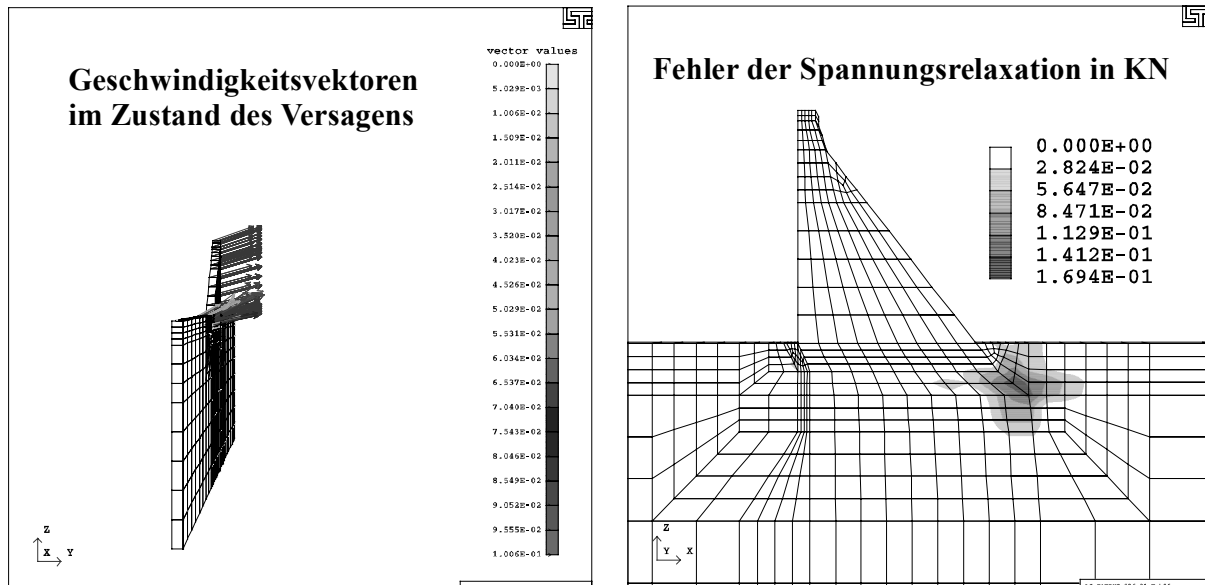 vector values
Geschwindigkeitsvektoren
im Zustand des Versagens
0.000E+00
5.029E-03
1.006E-02
1.509E-02
2.011E-02
2.514E-02
3.017E-02
3.520E-02
4.023E-02
4.526E-02
5.029E-02
5.531E-02
6.034E-02
6.537E-02
7.040E-02
7.543E-02
8.046E-02
8.549E-02
9.052E-02
9.555E-02
1.006E-01
Z
X Y
Fehler der Spannungsrelaxation in KN
0.000E+00
2.824E-02
5.647E-02
8.471E-02
1.129E-01
1.412E-01
1.694E-01
Z
Y X